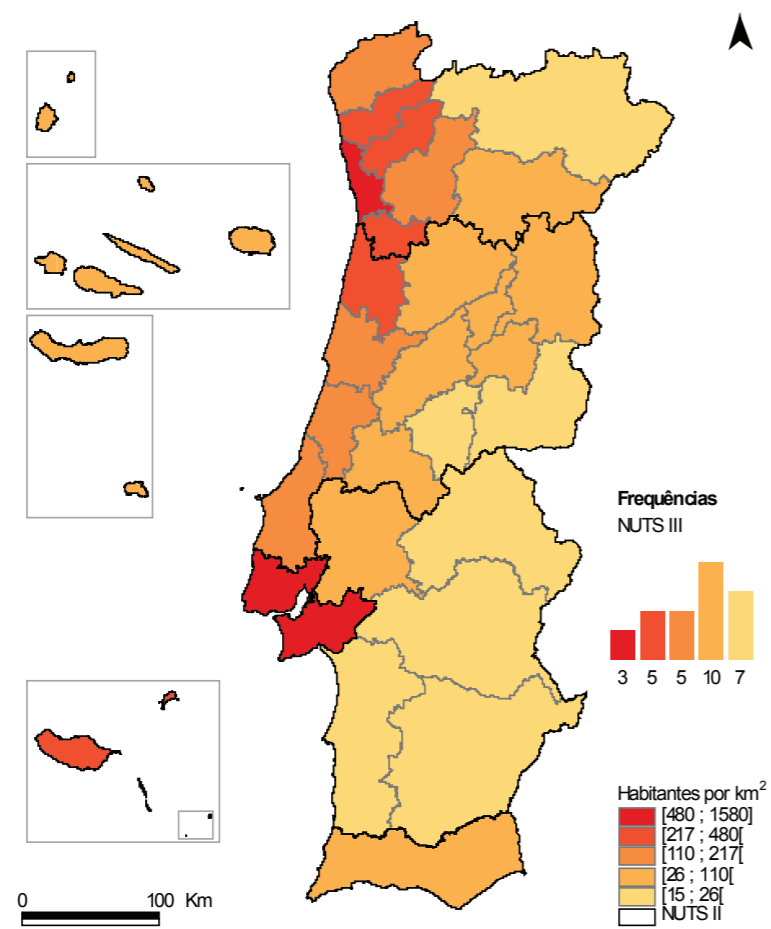 Frequências
NUTS III
3 5 5 10 7
Habitantes por km²
[480 ; 1580]
[217 ; 480[
[110 ; 217[
[26 ; 110[
[15 ; 26[
NUTS II
0 100 Km